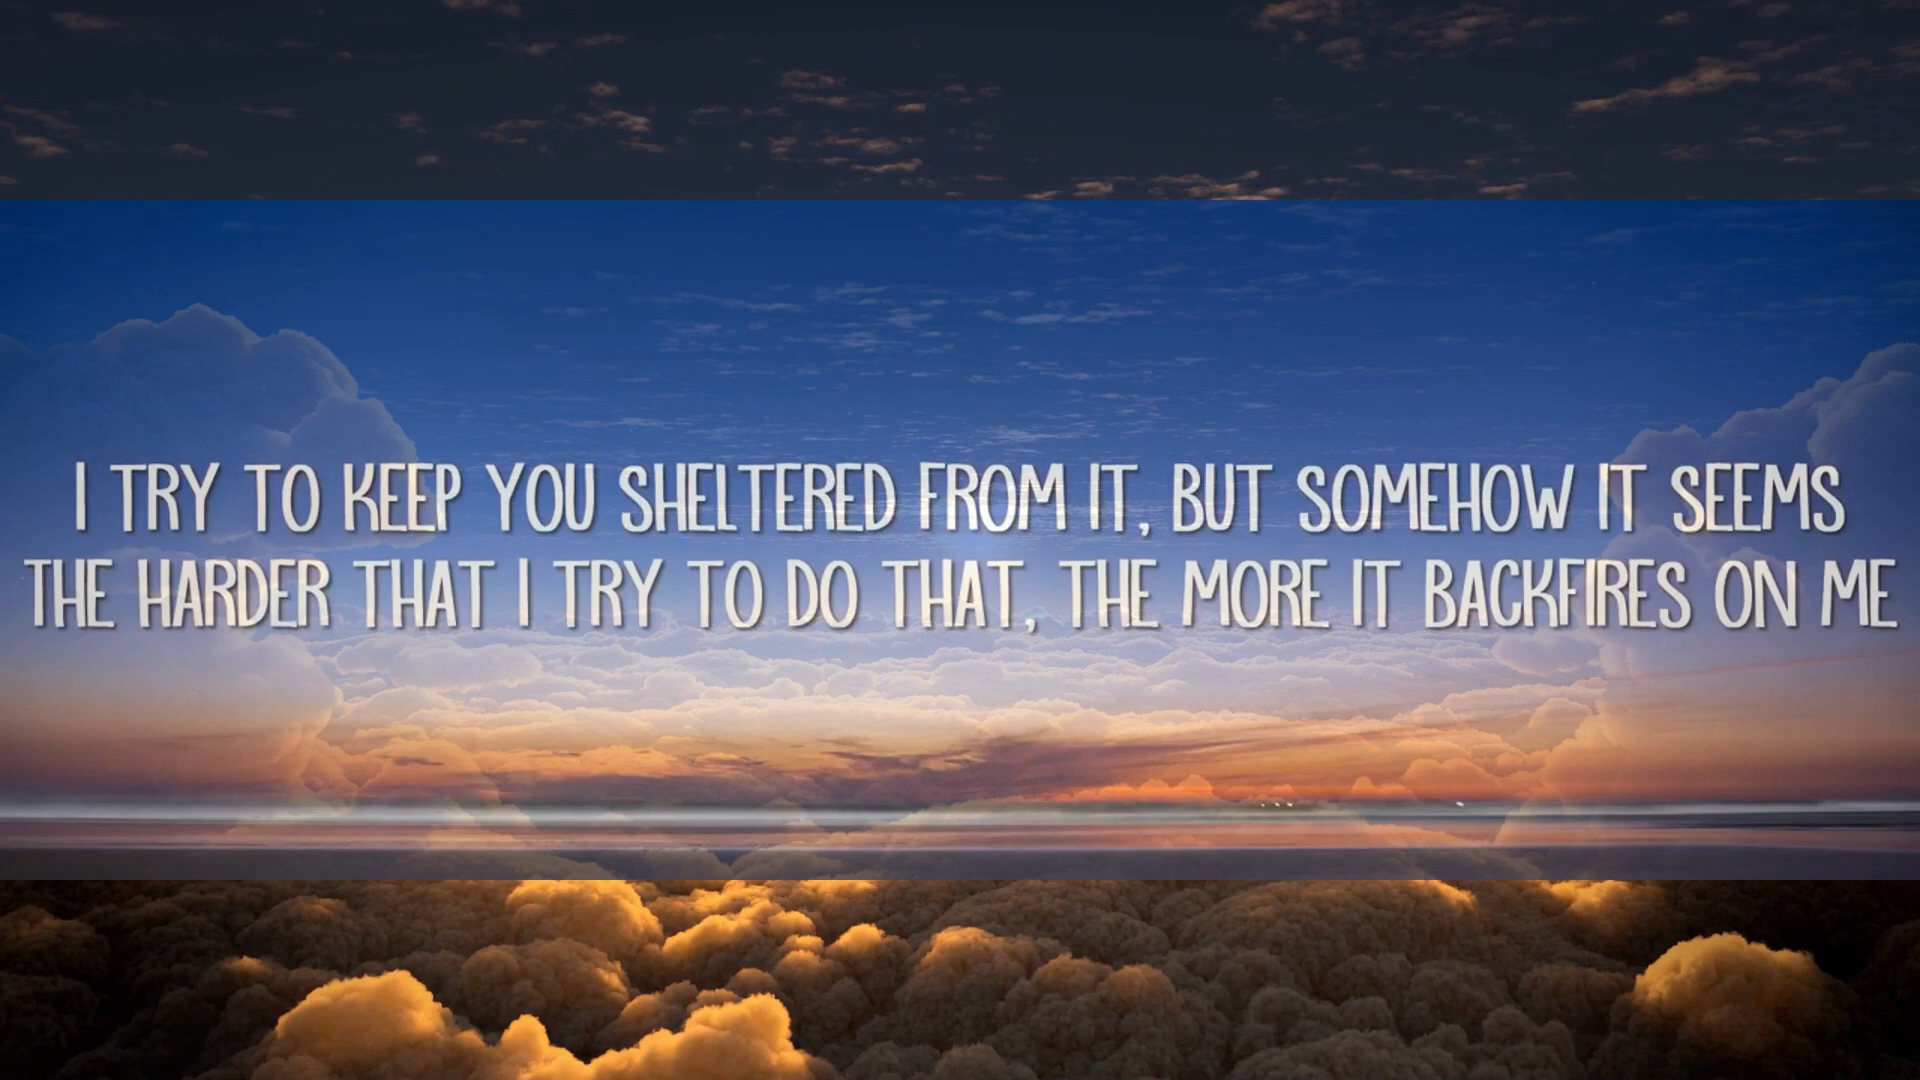 I TRY TO KEEP YOU SHELTERED FROM IT, BUT SOMEHOW IT SEEMS
THE HARDER THAT I TRY TO DO THAT, THE MORE IT BACKFIRES ON ME